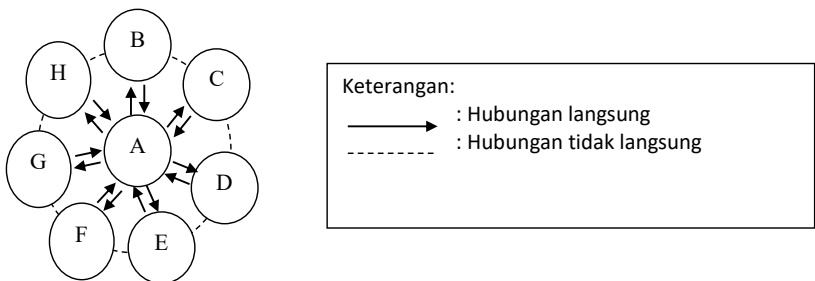 B
H
C
A
G
D
F
E
Keterangan:
: Hubungan langsung
: Hubungan tidak langsung